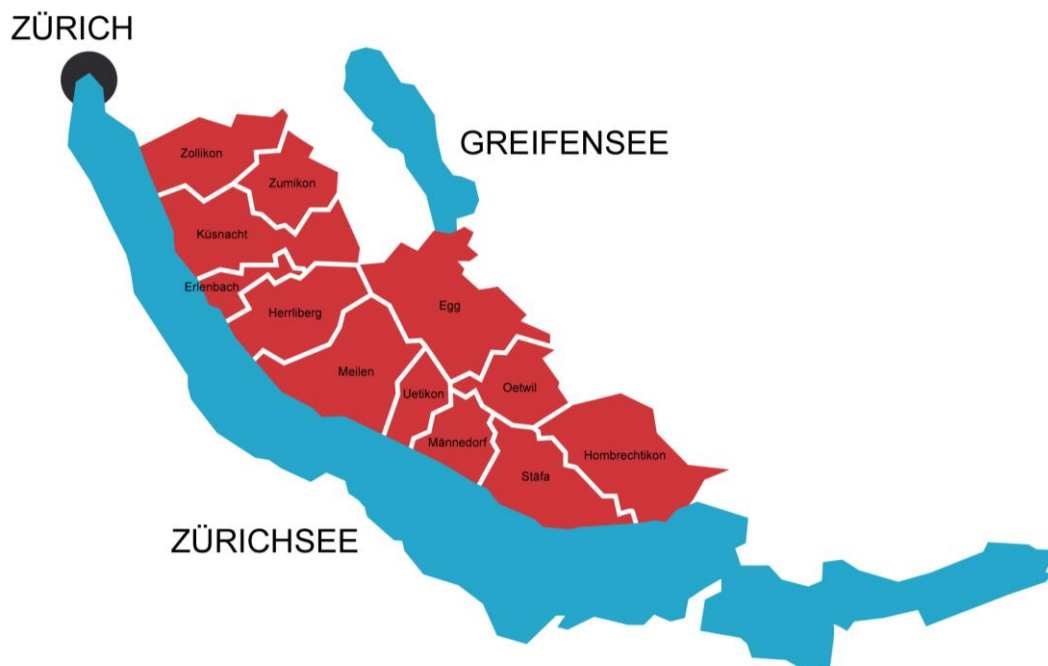 ZÜRICH
GREIFENSEE
Zollikon
Zumikon
Küsnacht
Erlenbach
Herrliberg
Egg
Meilen
Uetikon
Oetwil
Männedorf
Hombrechtikon
Stäfa
ZÜRICHSEE